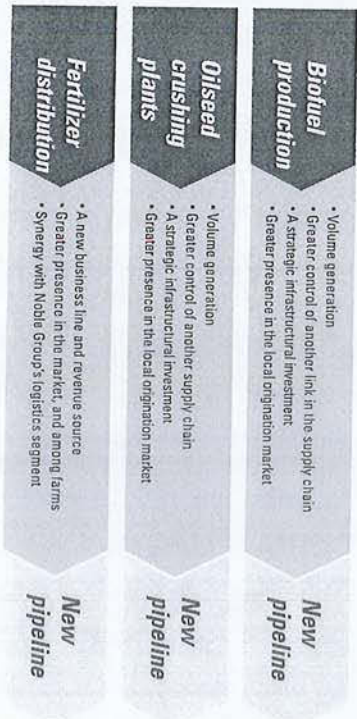 Biofuel
production
• Volume generation
• Greater control of another link in the supply chain
• A strategic infrastructural investment
• Greater presence in the local origination market
New
pipeline
Oilseed
crushing
plants
• Volume generation
• Greater control of another supply chain
• A strategic infrastructural investment
• Greater presence in the local origination market
New
pipeline
Fertilizer
distribution
• A new business line and revenue source
• Greater presence in the market, and among farms
• Synergy with Noble Group's logistics segment
New
pipeline